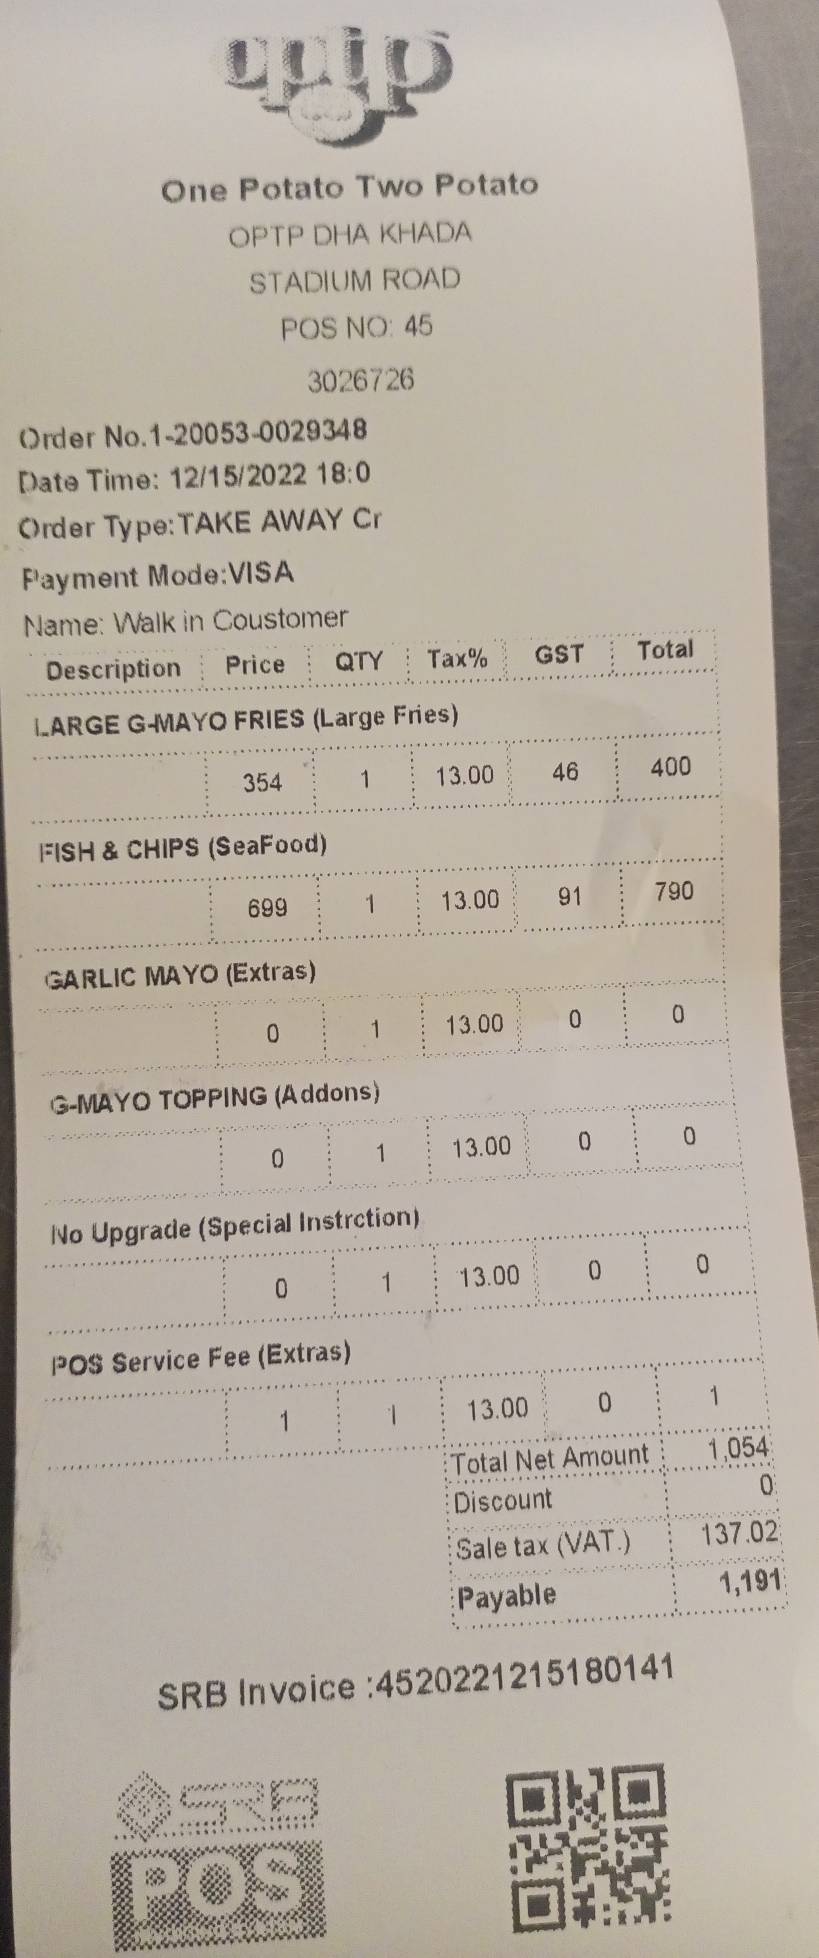 optp
One Potato Two Potato
OPTP DHA KHADA
STADIUM ROAD
POS NO: 45
3026726
Order No.1-20053-0029348
Date Time: 12/15/2022 18:0
Order Type:TAKE AWAY Cr
Payment Mode:VISA
Name: Walk in Coustomer
Description Price QTY Tax% GST Total
LARGE G-MAYO FRIES (Large Fries)
354 1 13.00 46 400
FISH & CHIPS (SeaFood)
699 1 13.00 91 790
GARLIC MAYO (Extras)
0 1 13.00 0 0
G-MAYO TOPPING (Addons)
0 1 13.00 0 0
No Upgrade (Special Instrction)
0 1 13.00 0 0
POS Service Fee (Extras)
1 1 13.00 0 1
Total Net Amount 1,054
Discount 0
Sale tax (VAT.) 137.02
Payable 1,191
SRB Invoice :4520221215180141
SRB
POS